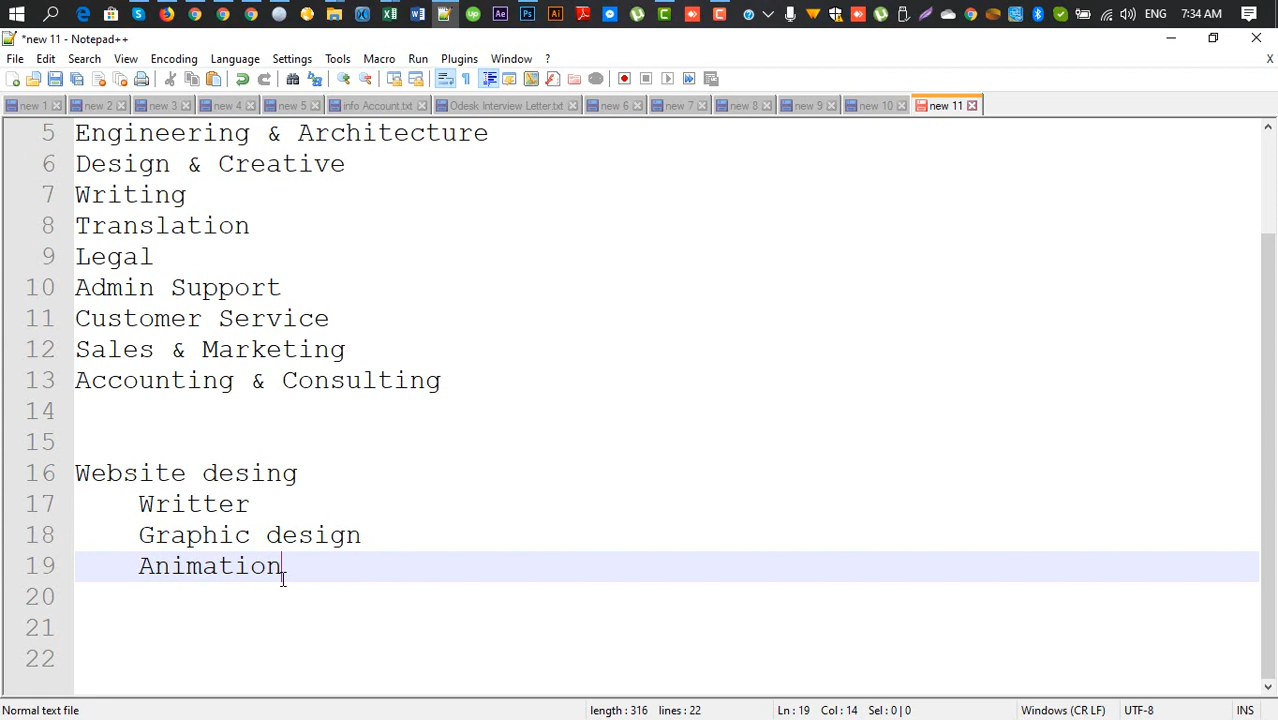 ENG 7:34 AM
*new 11 - Notepad++
File Edit Search View Encoding Language Settings Tools Macro Run Plugins Window ? X
new 1 new 2 new 3 new 4 new 5 nfo Account.txt Odesk Interview Letter.txt new 6 new 7 new 8 new 9 new 10 new 11
5 Engineering & Architecture
6 Design & Creative
7 Writing
8 Translation
9 Legal
10 Admin Support
11 Customer Service
12 Sales & Marketing
13 Accounting & Consulting
14
15
16 Website desing
17 Writter
18 Graphic design
19 Animation
20
21
22
Normal text file length : 316 lines : 22 Ln : 19 Col : 14 Sel : 0 | 0 Windows (CR LF) UTF-8 INS